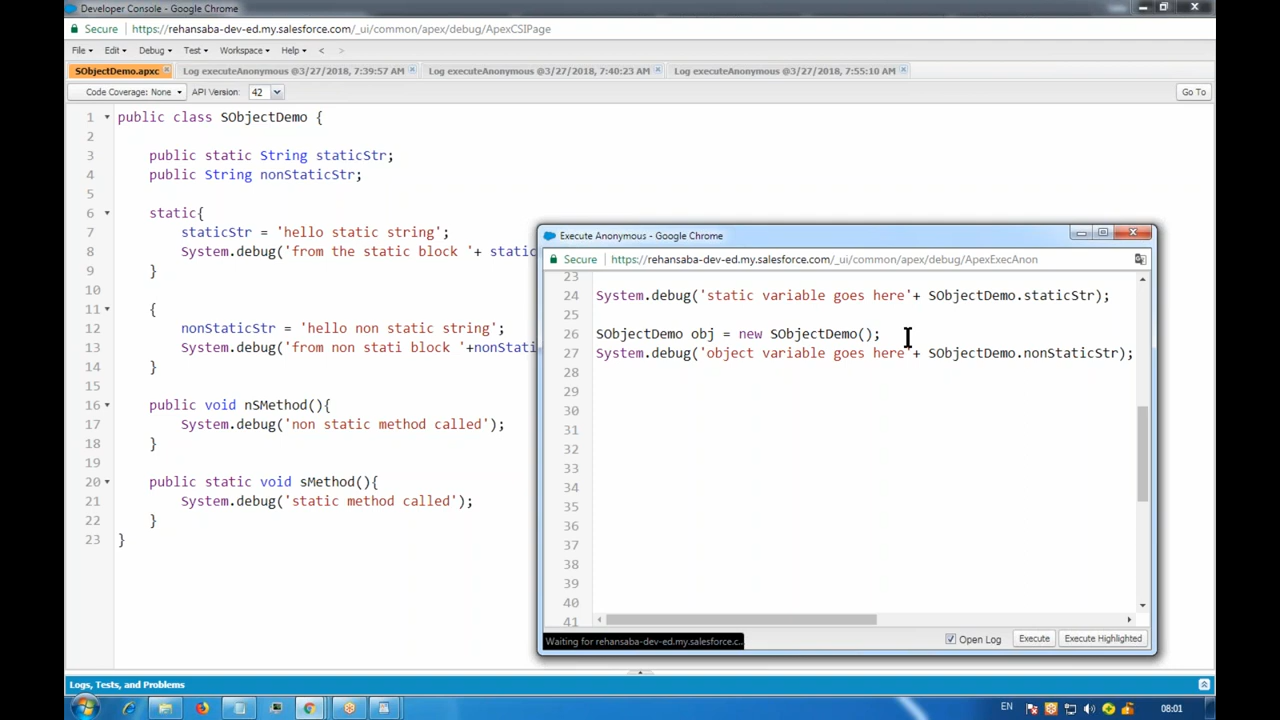 Developer Console - Google Chrome
Secure https://rehansaba-dev-ed.my.salesforce.com/_ui/common/apex/debug/ApexCSIPage
File Edit Debug Test Workspace Help < >
SObjectDemo.apxc Log executeAnonymous @3/27/2018, 7:39:57 AM Log executeAnonymous @3/27/2018, 7:40:23 AM Log executeAnonymous @3/27/2018, 7:55:10 AM
Code Coverage: None API Version: 42 Go To
1 public class SObjectDemo {
2
3 public static String staticStr;
4 public String nonStaticStr;
5
6 static{
7 staticStr = 'hello static string';
8 System.debug('from the static block '+ static
9 }
10
11 {
12 nonStaticStr = 'hello non static string';
13 System.debug('from non stati block '+nonStati
14 }
15
16 public void nSMethod(){
17 System.debug('non static method called');
18 }
19
20 public static void sMethod(){
21 System.debug('static method called');
22 }
23 }
Execute Anonymous - Google Chrome
Secure https://rehansaba-dev-ed.my.salesforce.com/_ui/common/apex/debug/ApexExecAnon
23
24 System.debug('static variable goes here'+ SObjectDemo.staticStr);
25
26 SObjectDemo obj = new SObjectDemo();
27 System.debug('object variable goes here'+ SObjectDemo.nonStaticStr);
28
29
30
31
32
33
34
35
36
37
38
39
40
41
Waiting for rehansaba-dev-ed.my.salesforce.c...
Open Log Execute Execute Highlighted
Logs, Tests, and Problems
EN 08:01